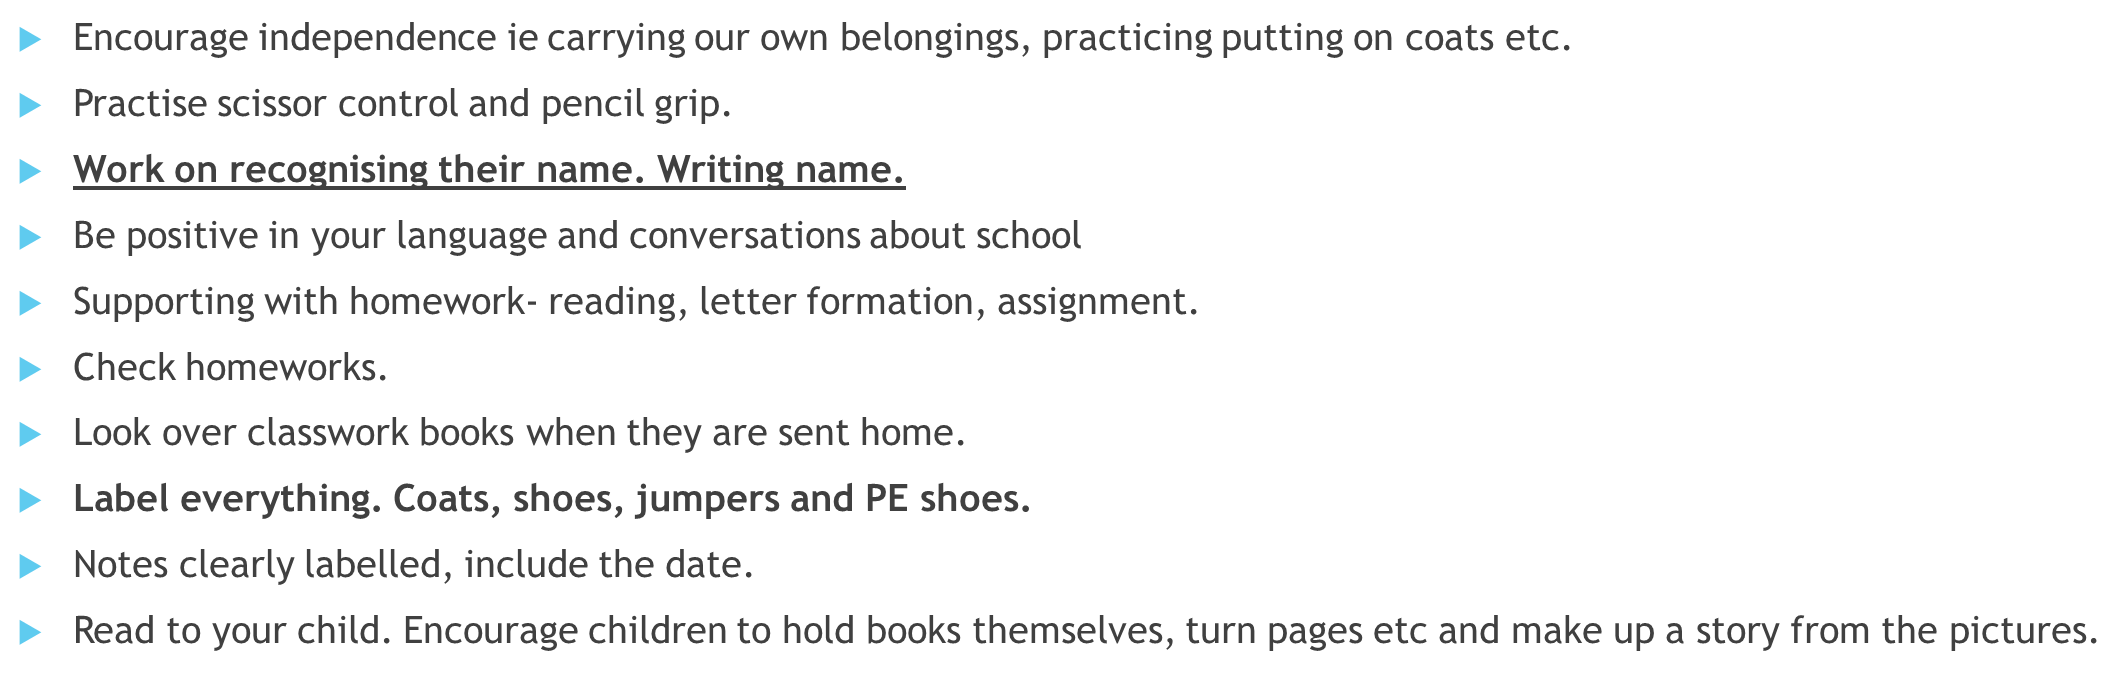 Encourage independence ie carrying our own belongings, practicing putting on coats etc.
Practise scissor control and pencil grip.
Work on recognising their name. Writing name.
Be positive in your language and conversations about school
Supporting with homework- reading, letter formation, assignment.
Check homeworks.
Look over classwork books when they are sent home.
Label everything. Coats, shoes, jumpers and PE shoes.
Notes clearly labelled, include the date.
Read to your child. Encourage children to hold books themselves, turn pages etc and make up a story from the pictures.